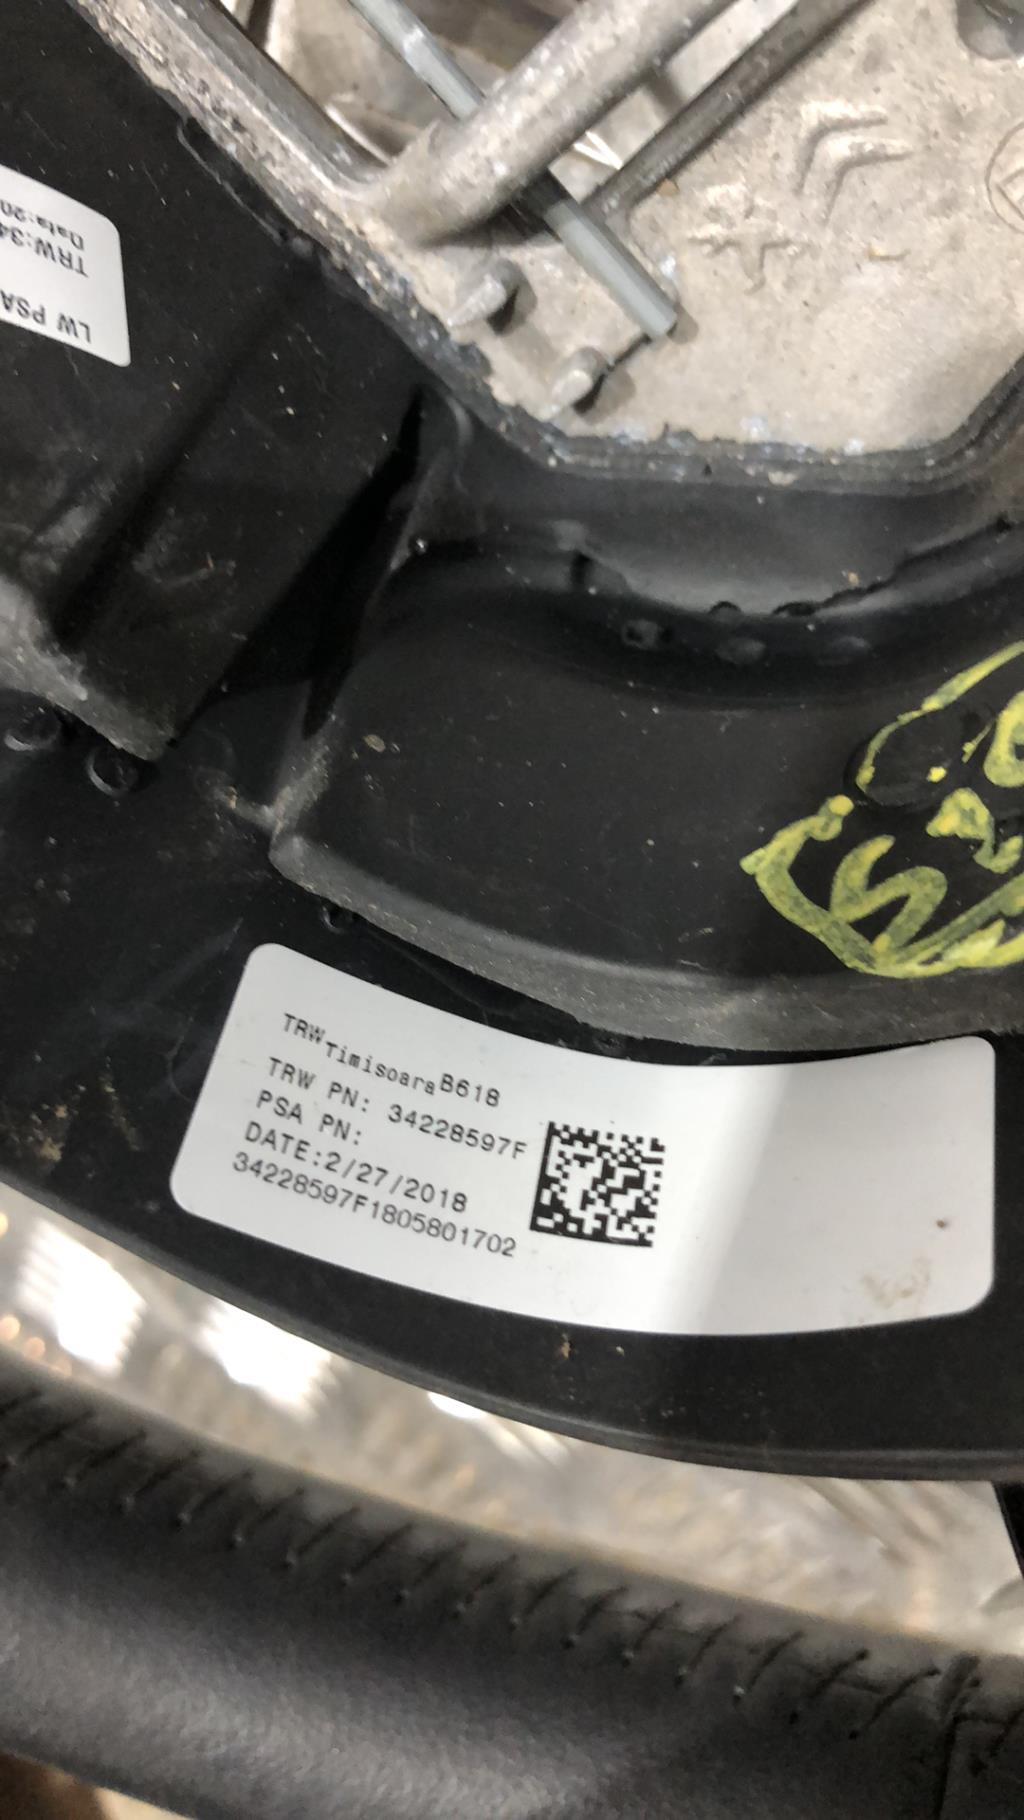 LW PSA
TRW:34
Data:20
TRW Timisoara B618
TRW PN: 34228597F
PSA PN:
DATE:2/27/2018
34228597F1805801702